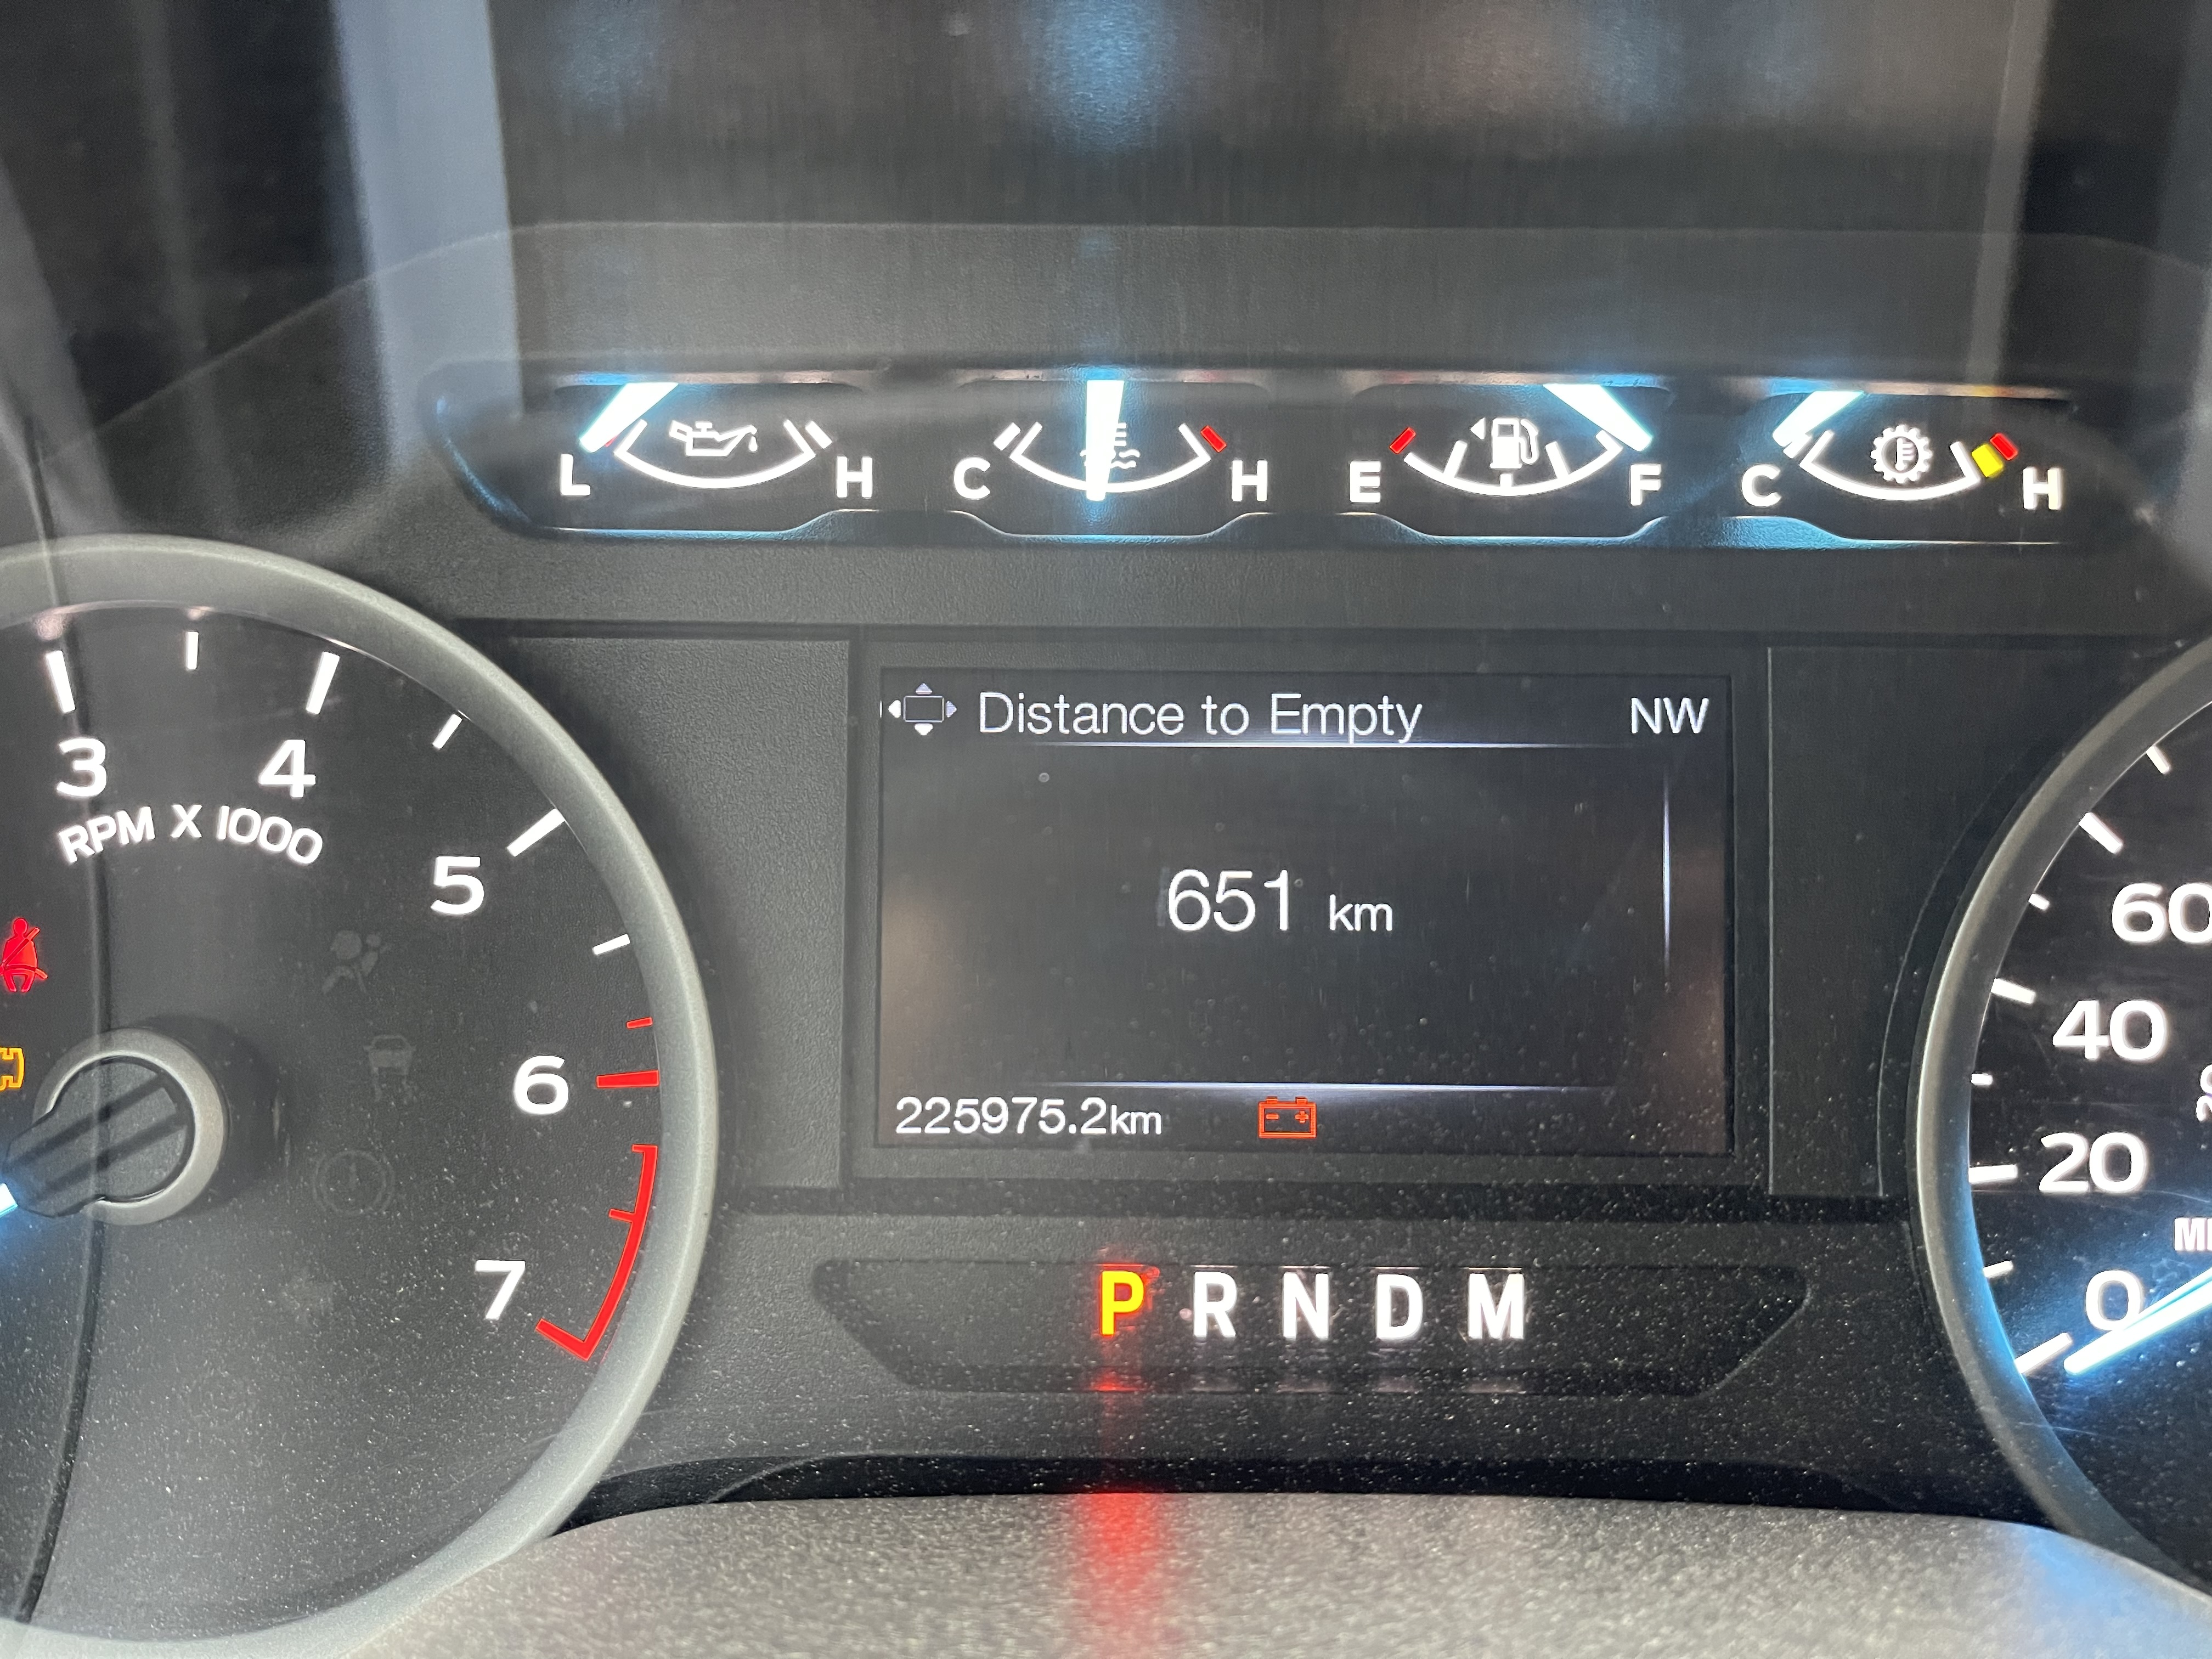 L H C H E F C H
Distance to Empty NW
3 4
RPM X 1000
5
6
7
651 km
225975.2km
60
40
20
0
P R N D M